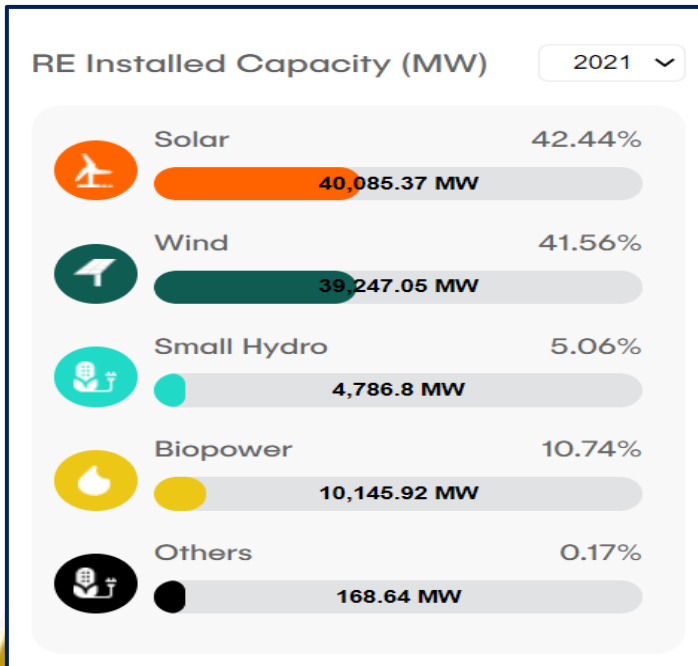 RE Installed Capacity (MW) 2021
Solar 42.44%
40,085.37 MW
Wind 41.56%
39,247.05 MW
Small Hydro 5.06%
4,786.8 MW
Biopower 10.74%
10,145.92 MW
Others 0.17%
168.64 MW